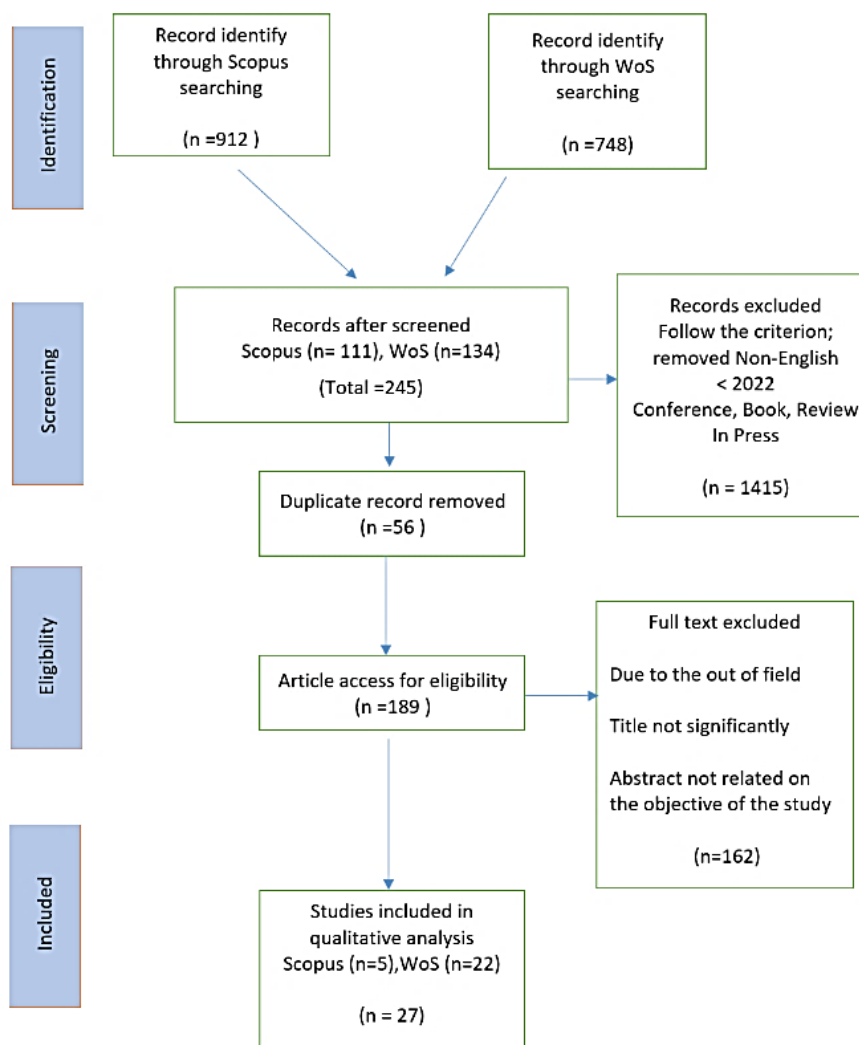 Identification
Record identify
through Scopus
searching
(n =912 )
Record identify
through WoS
searching
(n =748)
Screening
Records after screened
Scopus (n= 111), WoS (n=134)
(Total =245)
Records excluded
Follow the criterion;
removed Non-English
< 2022
Conference, Book, Review
In Press
(n = 1415)
Duplicate record removed
(n =56 )
Eligibility
Article access for eligibility
(n =189 )
Full text excluded
Due to the out of field
Title not significantly
Abstract not related on
the objective of the study
(n=162)
Included
Studies included in
qualitative analysis
Scopus (n=5),WoS (n=22)
(n = 27)